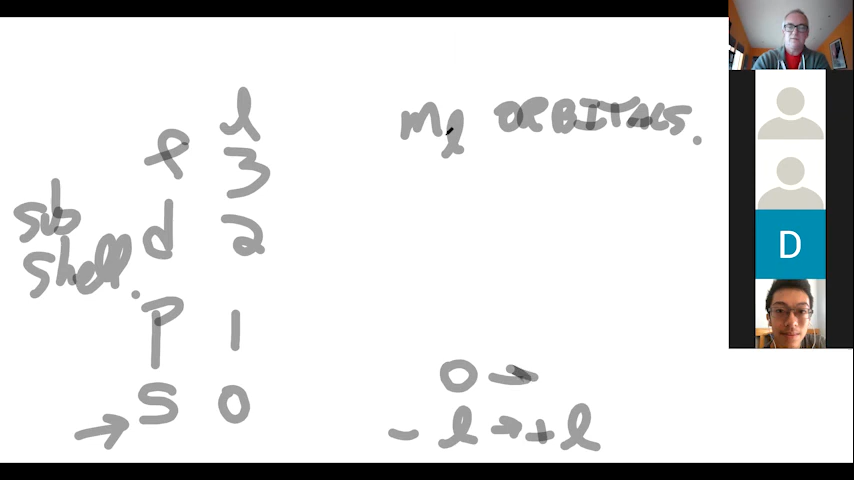 l
ml ORBITALS.
f 3
sub
d 2
shell.
P 1
0 →
→ S 0
- l → + l
D